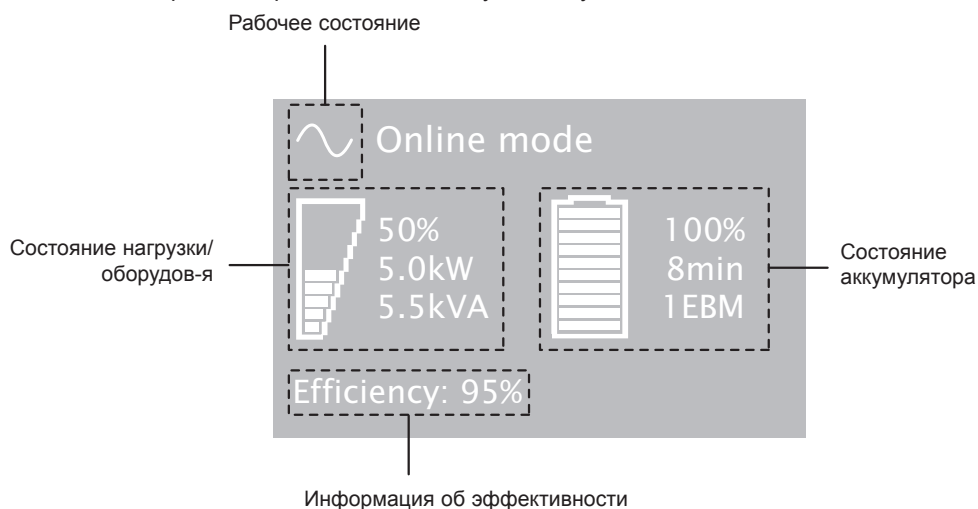 Рабочее состояние
Online mode
Состояние нагрузки/
оборудов-я
50%
5.0kW
5.5kVA
100%
8min
1EBM
Состояние
аккумулятора
Efficiency: 95%
Информация об эффективности